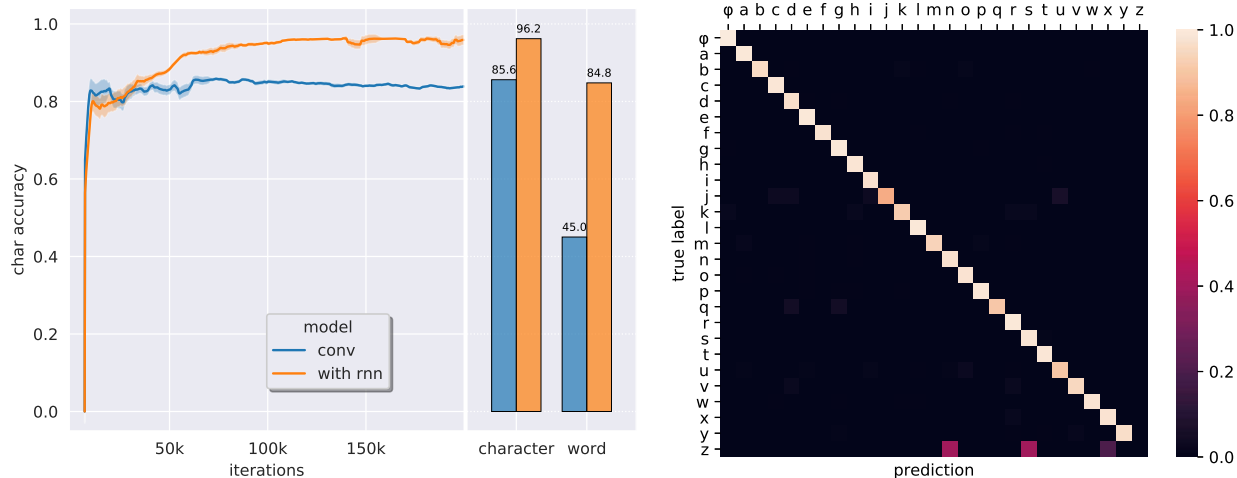 1.0
0.8
0.6
0.4
0.2
0.0
char accuracy
50k 100k 150k
iterations
model
conv
with rnn
85.6
96.2
45.0
84.8
character word
φ a b c d e f g h i j k l m n o p q r s t u v w x y z
φ
a
b
c
d
e
f
g
h
i
j
k
l
m
n
o
p
q
r
s
t
u
v
w
x
y
z
true label
prediction
1.0
0.8
0.6
0.4
0.2
0.0